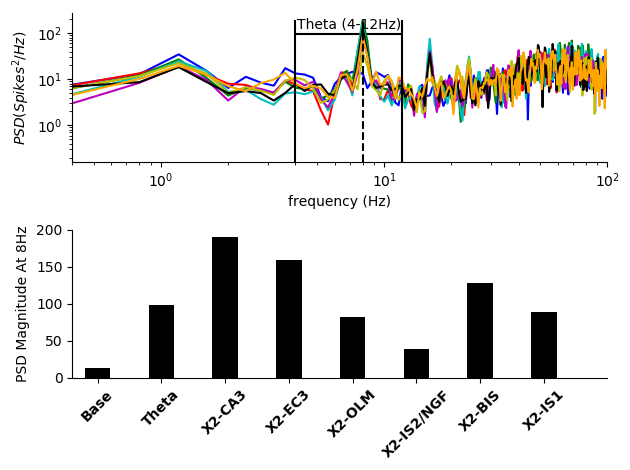 Theta (4-12Hz)
PSD(Spikes²/Hz)
10² 10¹ 10⁰
10⁰ 10¹ 10²
frequency (Hz)
PSD Magnitude At 8Hz
200
150
100
50
0
Base Theta X2-CA3 X2-EC3 X2-OLM X2-IS2/NGF X2-BIS X2-IS1